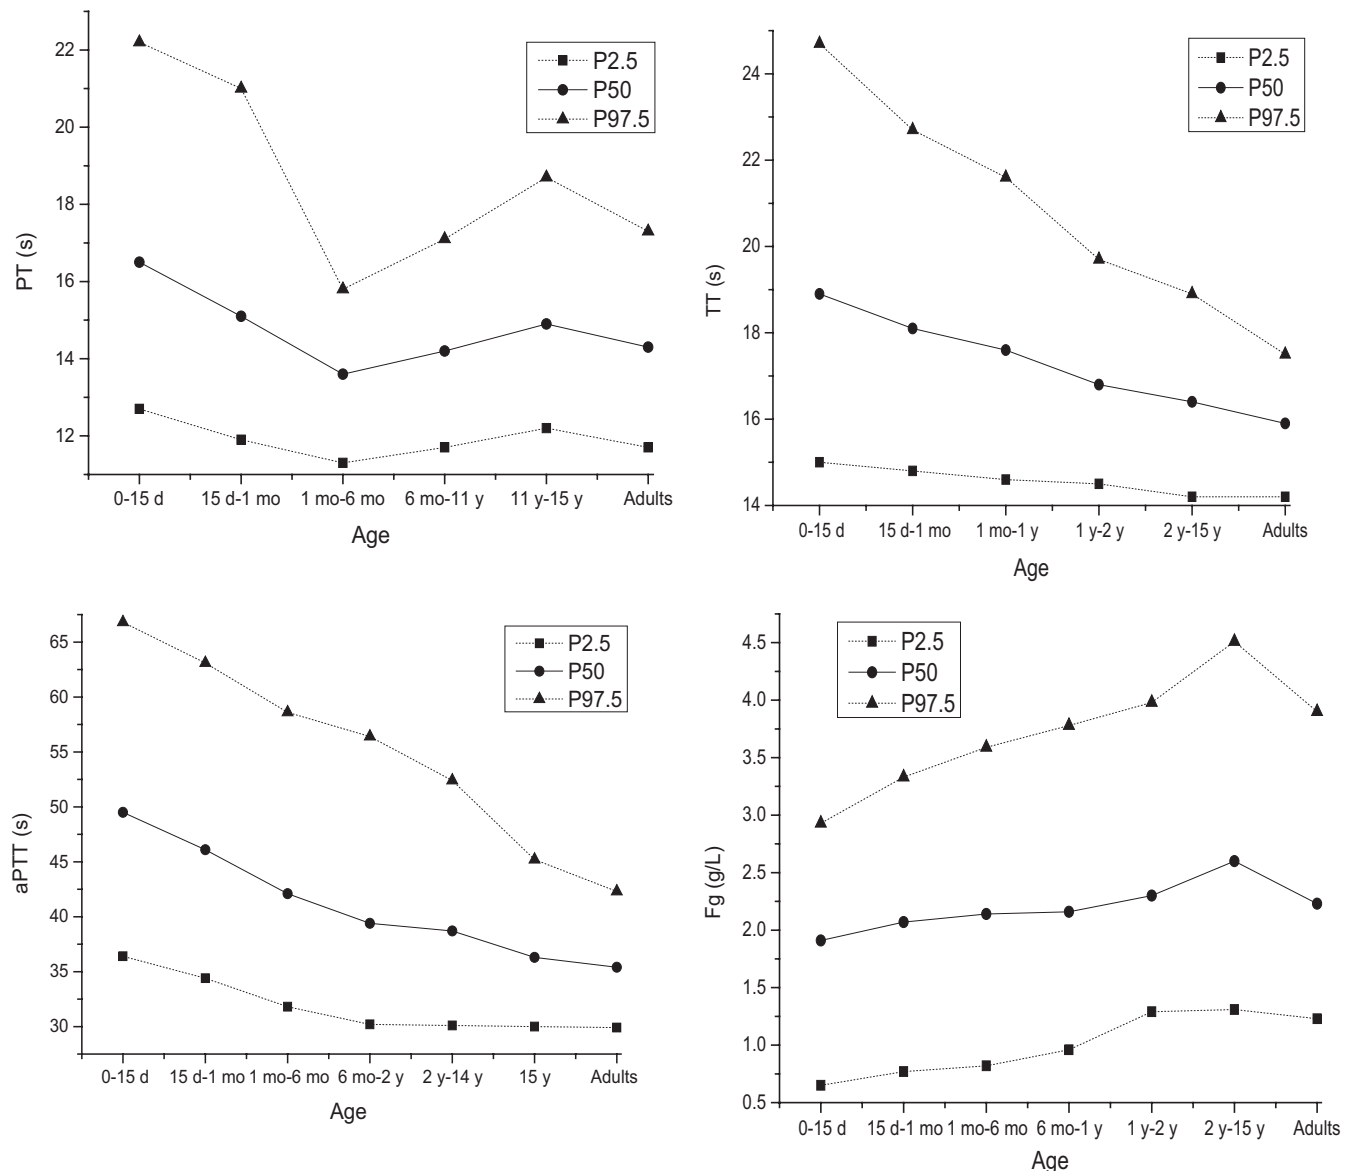 22
20
18
16
14
12
PT (s)
P2.5
P50
P97.5
0-15 d 15 d-1 mo 1 mo-6 mo 6 mo-11 y 11 y-15 y Adults
Age
24
22
20
18
16
14
TT (s)
P2.5
P50
P97.5
0-15 d 15 d-1 mo 1 mo-1 y 1 y-2 y 2 y-15 y Adults
Age
65
60
55
50
45
40
35
30
aPTT (s)
P2.5
P50
P97.5
0-15 d 15 d-1 mo 1 mo-6 mo 6 mo-2 y 2 y-14 y 15 y Adults
Age
4.5
4.0
3.5
3.0
2.5
2.0
1.5
1.0
0.5
Fg (g/L)
P2.5
P50
P97.5
0-15 d 15 d-1 mo 1 mo-6 mo 6 mo-1 y 1 y-2 y 2 y-15 y Adults
Age